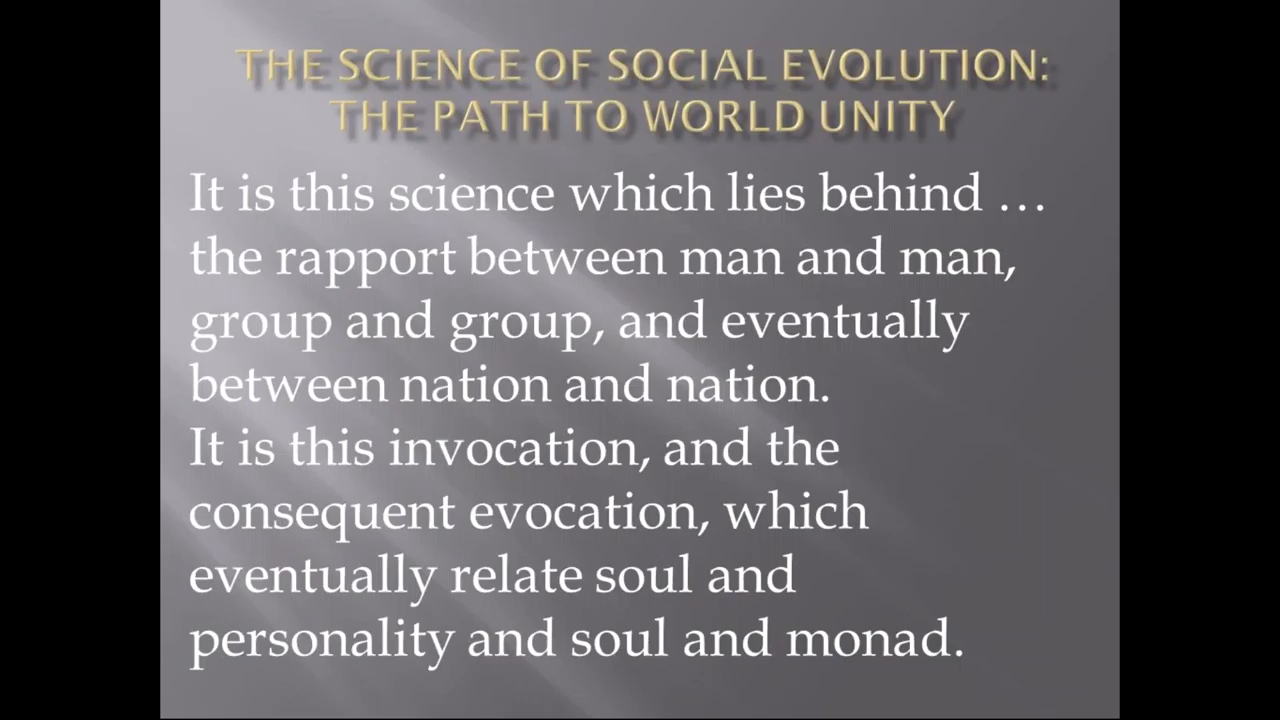 THE SCIENCE OF SOCIAL EVOLUTION:
THE PATH TO WORLD UNITY
It is this science which lies behind …
the rapport between man and man,
group and group, and eventually
between nation and nation.
It is this invocation, and the
consequent evocation, which
eventually relate soul and
personality and soul and monad.